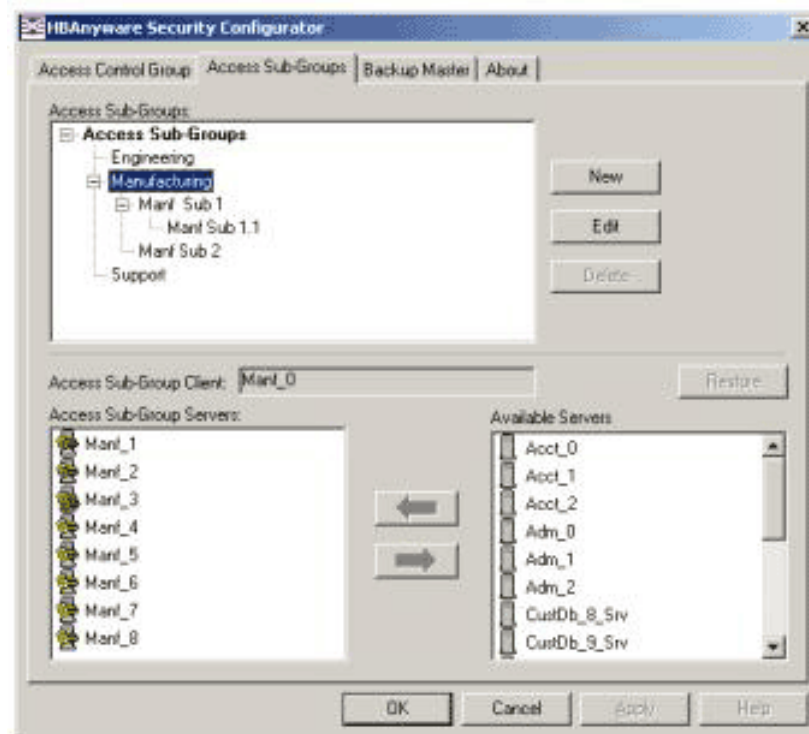 HBAnyware Security Configurator
Access Control Group Access Sub-Groups Backup Master About
Access Sub-Groups:
Access Sub-Groups
Engineering
Manufacturing
Manf Sub 1
Manf Sub 1.1
Manf Sub 2
Support
New
Edit
Delete
Access Sub-Group Client: Manf_0
Restore
Access Sub-Group Servers:
Manf_1
Manf_2
Manf_3
Manf_4
Manf_5
Manf_6
Manf_7
Manf_8
Available Servers
Acct_0
Acct_1
Acct_2
Adm_0
Adm_1
Adm_2
CustDb_8_Srv
CustDb_9_Srv
OK Cancel Apply Help